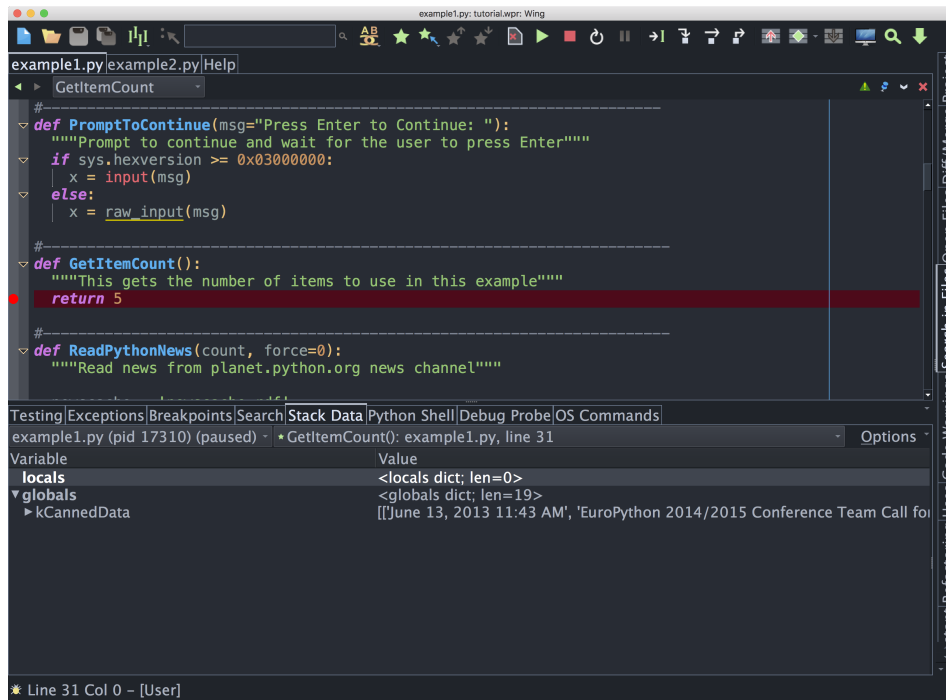 example1.py: tutorial.wpr: Wing
example1.py example2.py Help
GetItemCount
#
def PromptToContinue(msg="Press Enter to Continue: "):
"""Prompt to continue and wait for the user to press Enter"""
if sys.hexversion >= 0x03000000:
x = input(msg)
else:
x = raw_input(msg)
#
def GetItemCount():
"""This gets the number of items to use in this example"""
return 5
#
def ReadPythonNews(count, force=0):
"""Read news from planet.python.org news channel"""
Testing Exceptions Breakpoints Search Stack Data Python Shell Debug Probe OS Commands
example1.py (pid 17310) (paused) GetItemCount(): example1.py, line 31 Options
Variable Value
locals <locals dict; len=0>
globals <globals dict; len=19>
kCannedData [['June 13, 2013 11:43 AM', 'EuroPython 2014/2015 Conference Team Call for
Line 31 Col 0 – [User]